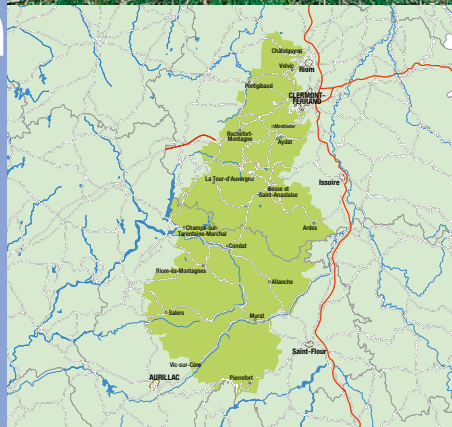 Châtelguyon
Volvic
Riom
Pontgibaud
CLERMONT-
FERRAND
Rochefort-
Montagne
Aydat
La Tour-d'Auvergne
Issoire
Besse et
Saint-Anastaise
Ardes
Champs-sur-
Tarentaine-Marchal
Condat
Riom-ès-Montagnes
Allanche
Salers
Murat
Saint-Flour
Vic-sur-Cère
AURILLAC
Pierrefort